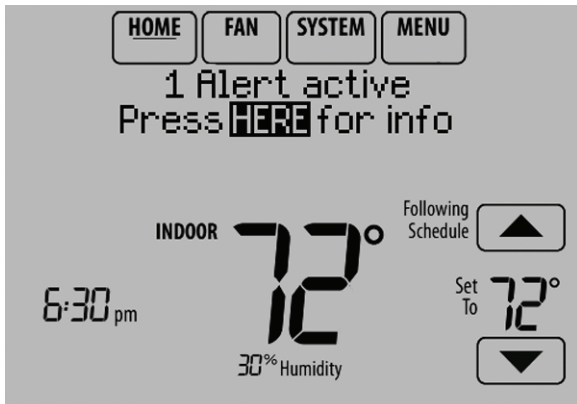 HOME FAN SYSTEM MENU
1 Alert active
Press HERE for info
Following
Schedule
INDOOR 72°
Set
To 72°
6:30 pm
30% Humidity